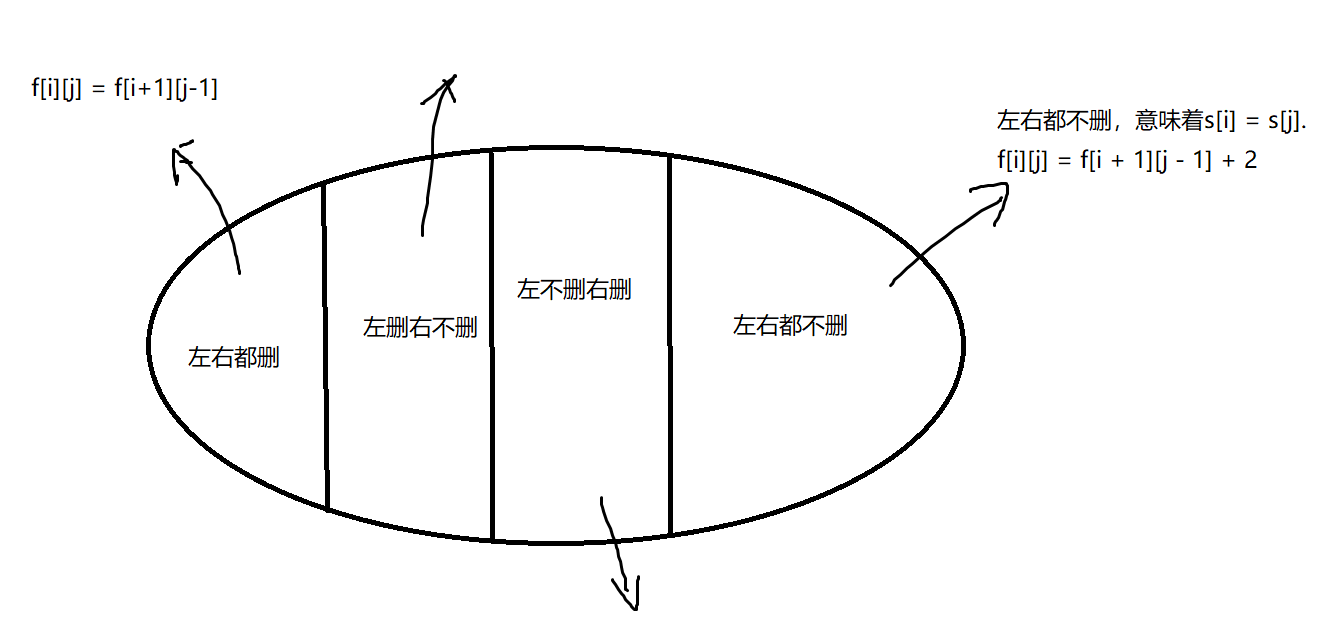 f[i][j] = f[i+1][j-1]
左右都不删，意味着s[i] = s[j].
f[i][j] = f[i + 1][j - 1] + 2
左右都删
左删右不删
左不删右删
左右都不删